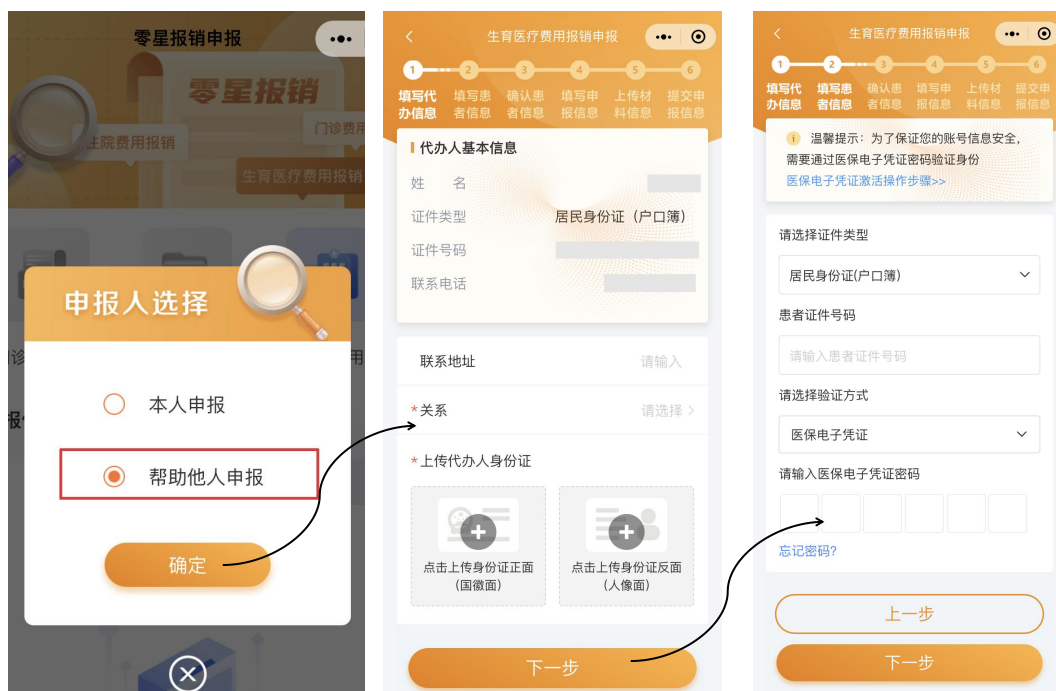 零星报销申报
零星报销
门诊费用
住院费用报销
生育医疗费用报销
申报人选择
本人申报
帮助他人申报
确定
生育医疗费用报销申报
1
2
3
4
5
6
填写代
办信息
填写患
者信息
确认患
者信息
填写申
报信息
上传材
料信息
提交申
报信息
代办人基本信息
姓 名
证件类型
居民身份证（户口簿）
证件号码
联系电话
联系地址
请输入
*关系
请选择 >
*上传代办人身份证
点击上传身份证正面
(国徽面)
点击上传身份证反面
(人像面)
下一步
生育医疗费用报销申报
1
2
3
4
5
6
填写代
办信息
填写患
者信息
确认患
者信息
填写申
报信息
上传材
料信息
提交申
报信息
温馨提示：为了保证您的账号信息安全，
需要通过医保电子凭证密码验证身份
医保电子凭证激活操作步骤>>
请选择证件类型
居民身份证(户口簿)
患者证件号码
请输入患者证件号码
请选择验证方式
医保电子凭证
请输入医保电子凭证密码
忘记密码?
上一步
下一步